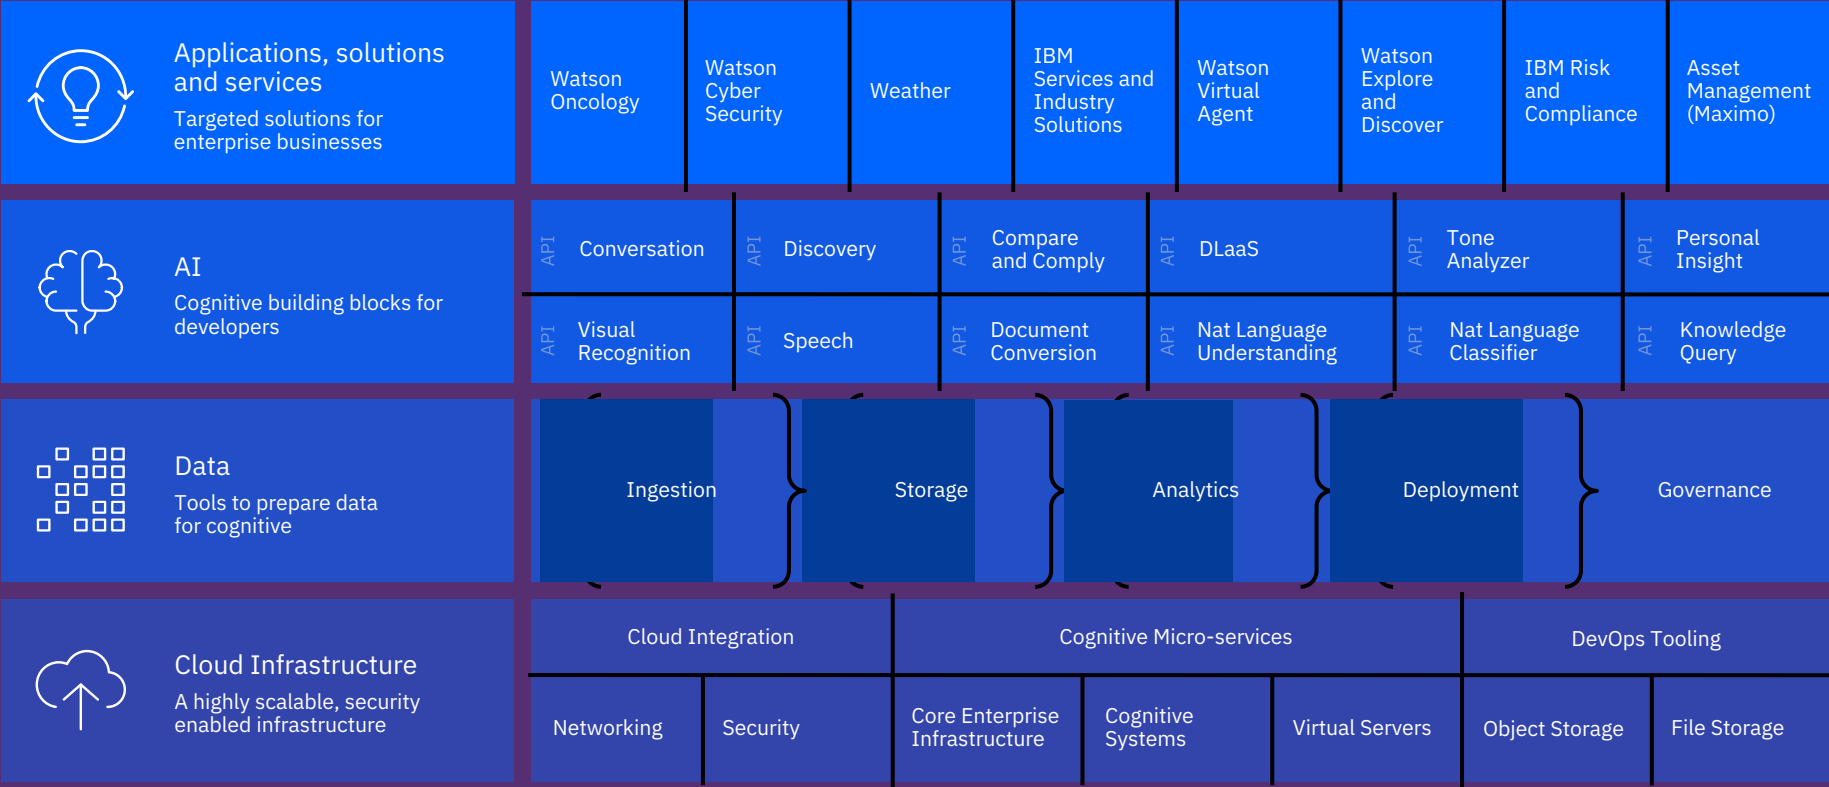 Applications, solutions
and services
Targeted solutions for
enterprise businesses
Watson
Oncology
Watson
Cyber
Security
Weather
IBM
Services and
Industry
Solutions
Watson
Virtual
Agent
Watson
Explore
and
Discover
IBM Risk
and
Compliance
Asset
Management
(Maximo)
AI
Cognitive building blocks for
developers
API
Conversation
API
Discovery
API
Compare
and Comply
API
DLaaS
API
Tone
Analyzer
API
Personal
Insight
API
Visual
Recognition
API
Speech
API
Document
Conversion
API
Nat Language
Understanding
API
Nat Language
Classifier
API
Knowledge
Query
Data
Tools to prepare data
for cognitive
Ingestion
Storage
Analytics
Deployment
Governance
Cloud Infrastructure
A highly scalable, security
enabled infrastructure
Cloud Integration
Cognitive Micro-services
DevOps Tooling
Networking
Security
Core Enterprise
Infrastructure
Cognitive
Systems
Virtual Servers
Object Storage
File Storage